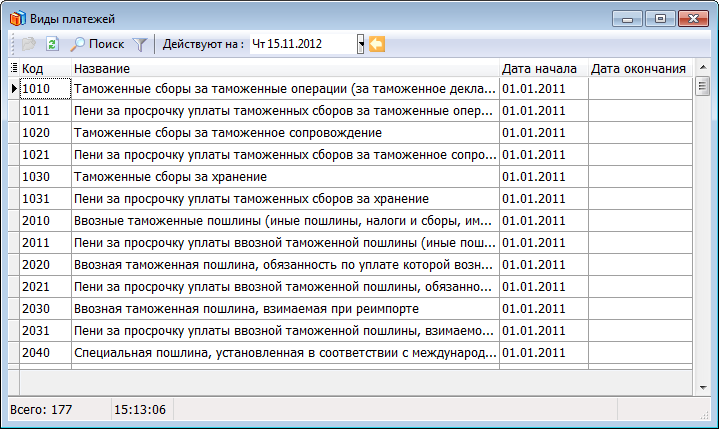 Виды платежей
Поиск Действуют на : Чт 15.11.2012
Код Название Дата начала Дата окончания
1010 Таможенные сборы за таможенные операции (за таможенное декла... 01.01.2011
1011 Пени за просрочку уплаты таможенных сборов за таможенные опер... 01.01.2011
1020 Таможенные сборы за таможенное сопровождение 01.01.2011
1021 Пени за просрочку уплаты таможенных сборов за таможенное сопро... 01.01.2011
1030 Таможенные сборы за хранение 01.01.2011
1031 Пени за просрочку уплаты таможенных сборов за хранение 01.01.2011
2010 Ввозные таможенные пошлины (иные пошлины, налоги и сборы, им... 01.01.2011
2011 Пени за просрочку уплаты ввозной таможенной пошлины (иные пош... 01.01.2011
2020 Ввозная таможенная пошлина, обязанность по уплате которой возн... 01.01.2011
2021 Пени за просрочку уплаты ввозной таможенной пошлины, обязанно... 01.01.2011
2030 Ввозная таможенная пошлина, взимаемая при реимпорте 01.01.2011
2031 Пени за просрочку уплаты ввозной таможенной пошлины, взимаемо... 01.01.2011
2040 Специальная пошлина, установленная в соответствии с международ... 01.01.2011
Всего: 177 15:13:06